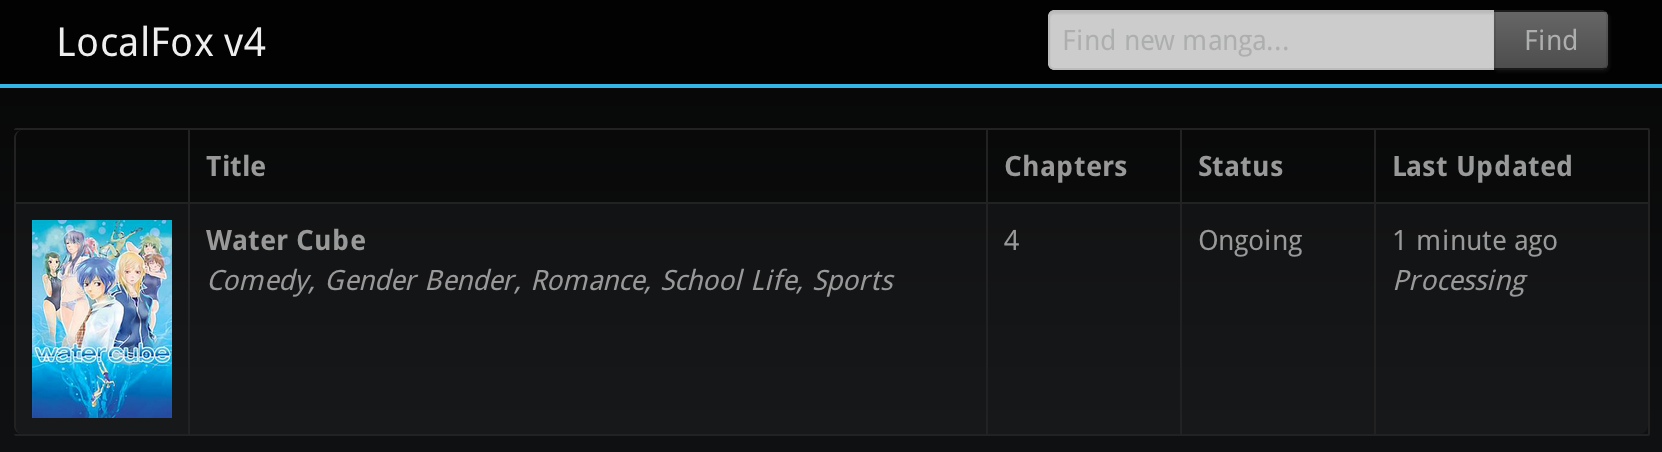 LocalFox v4
Find new manga...
Find
Title
Chapters
Status
Last Updated
Water Cube
4
Ongoing
1 minute ago
Comedy, Gender Bender, Romance, School Life, Sports
Processing
watercube